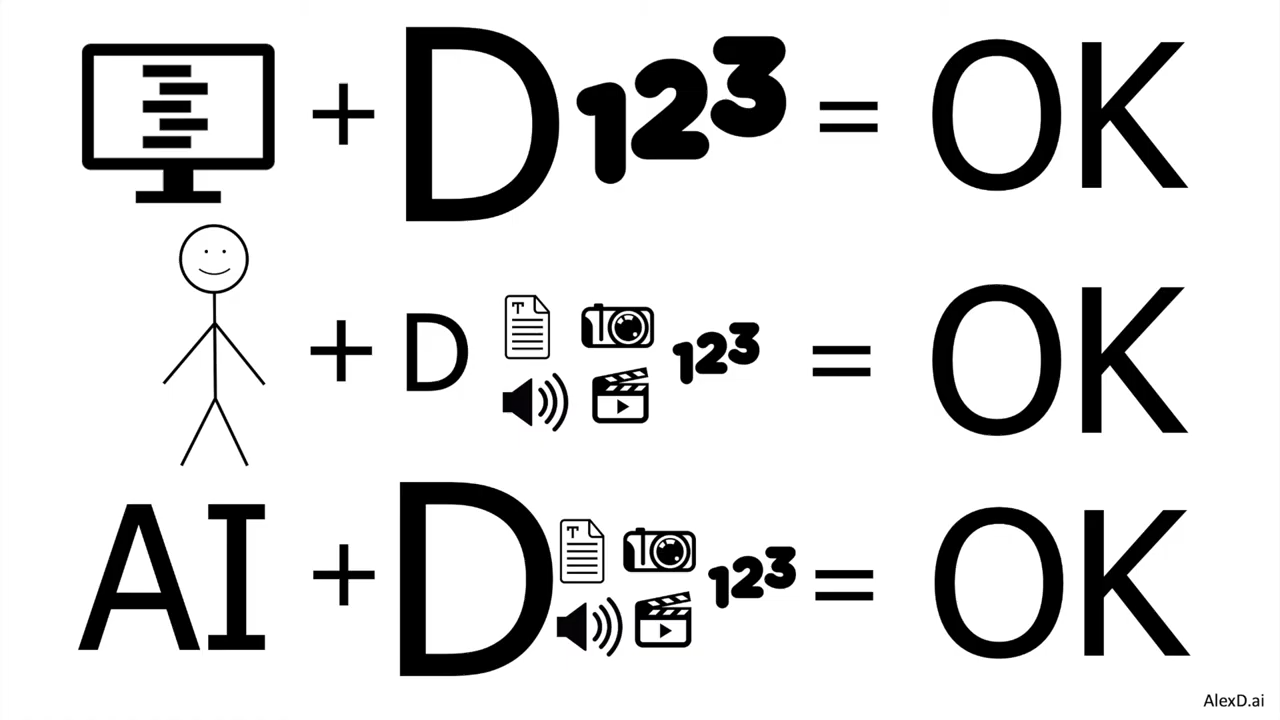 + D 123 = OK
+ D T 123 = OK
AI + D T 123 = OK
AlexD.ai